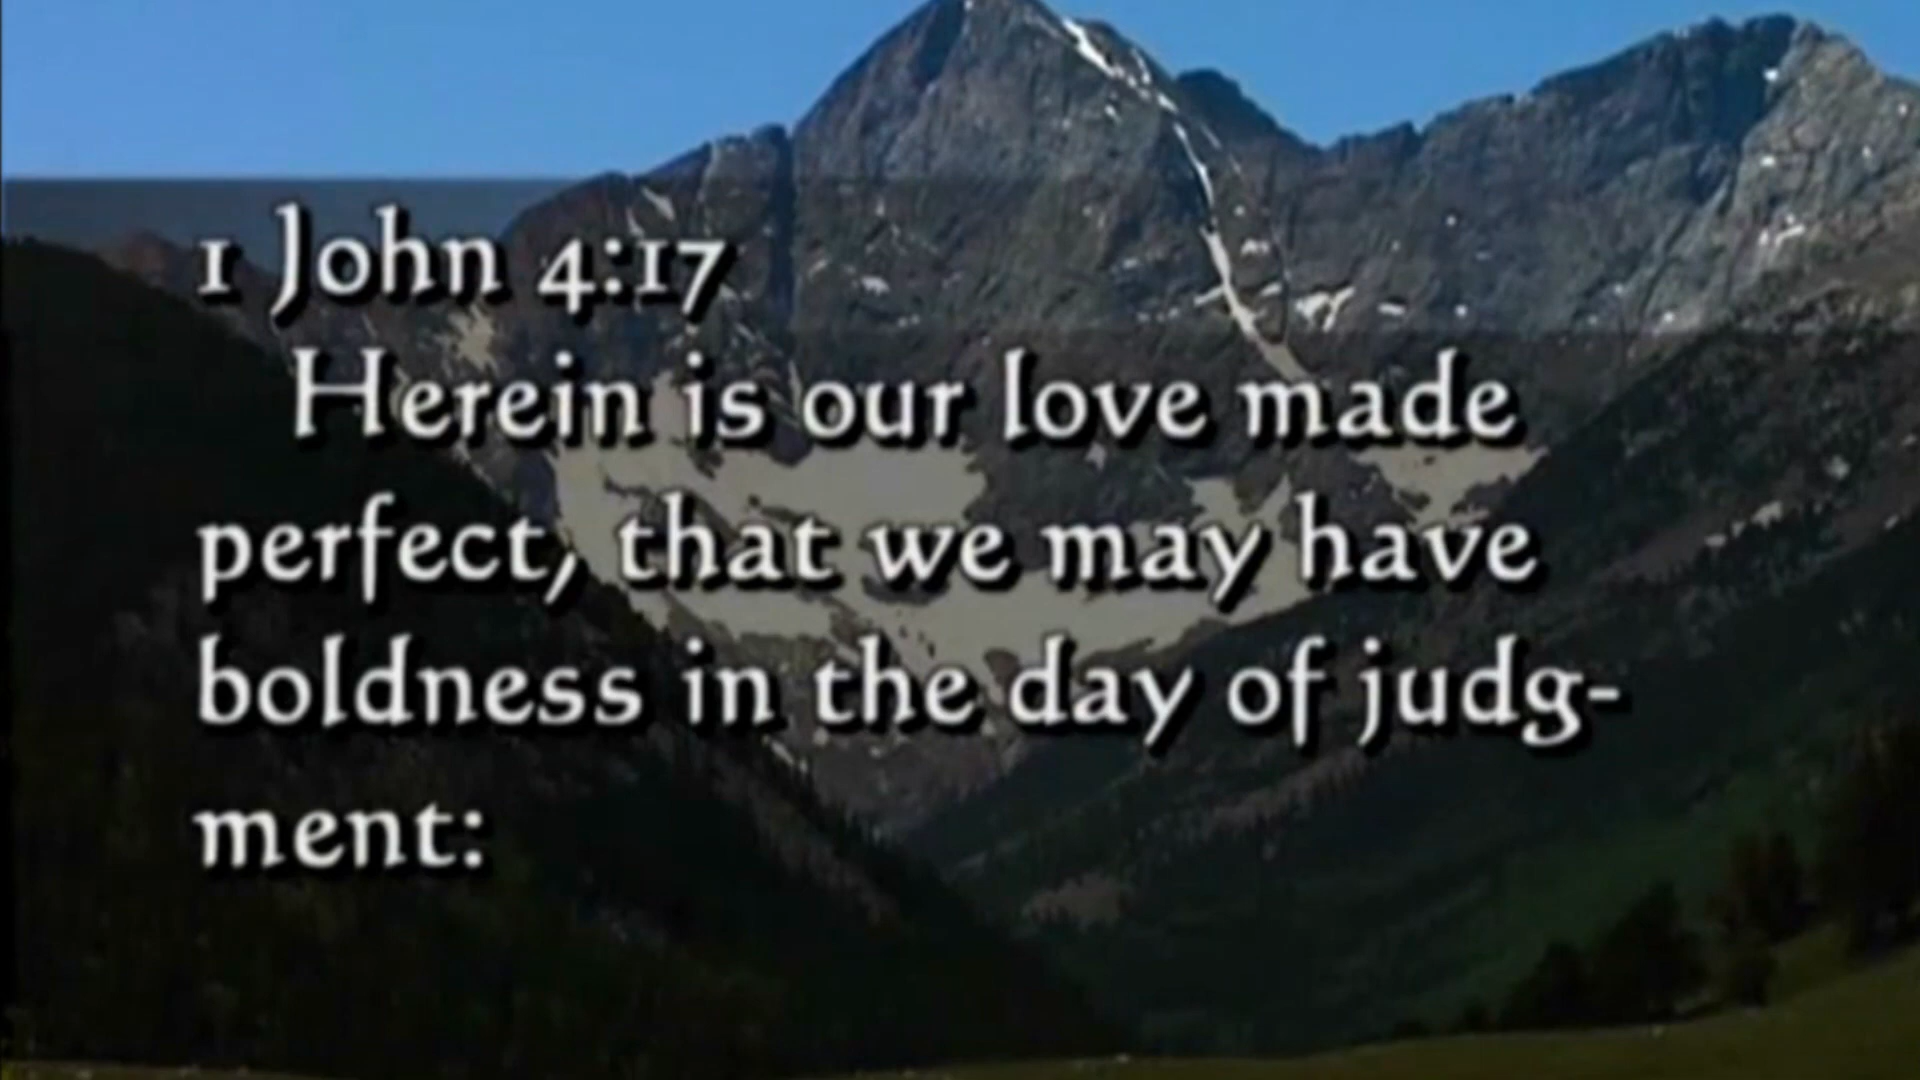 1 John 4:17
Herein is our love made
perfect, that we may have
boldness in the day of judg-
ment: